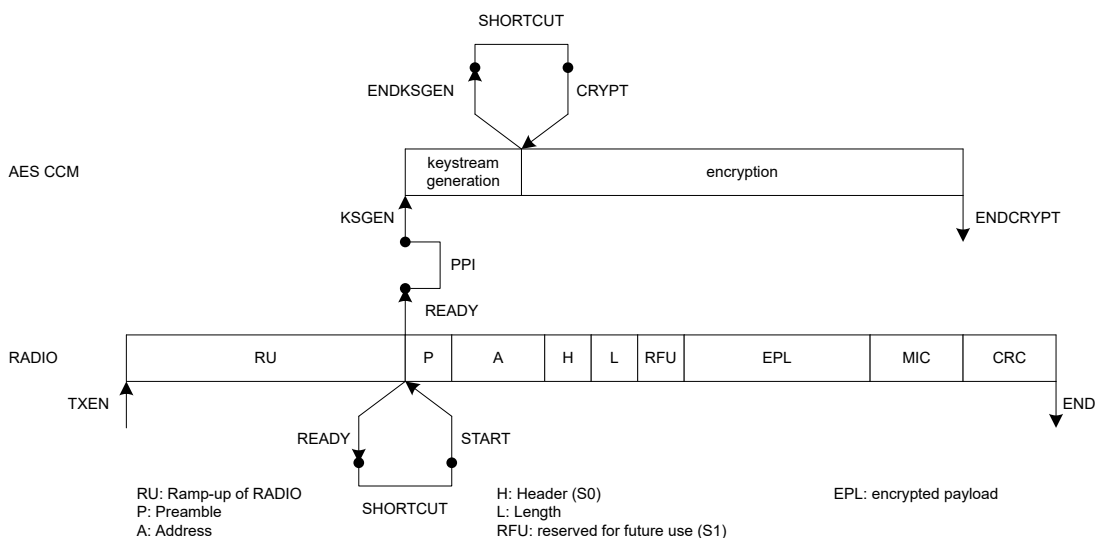 SHORTCUT
ENDKSGEN
CRYPT
AES CCM
keystream
generation
encryption
KSGEN
ENDCRYPT
PPI
READY
RADIO
RU
P
A
H
L
RFU
EPL
MIC
CRC
TXEN
END
READY
START
SHORTCUT
RU: Ramp-up of RADIO
P: Preamble
A: Address
H: Header (S0)
L: Length
RFU: reserved for future use (S1)
EPL: encrypted payload